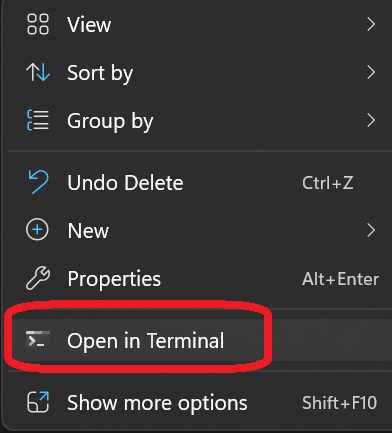 View
Sort by
Group by
Undo Delete Ctrl+Z
New
Properties Alt+Enter
Open in Terminal
Show more options Shift+F10